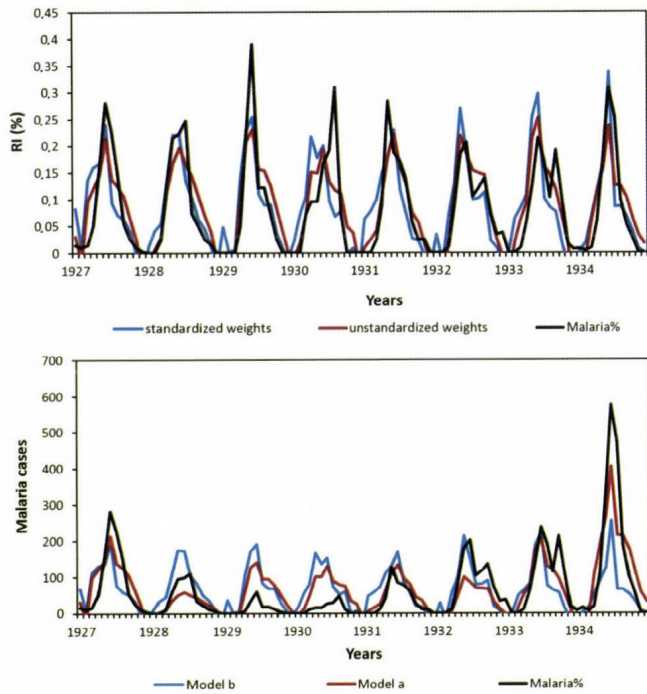 0,45
0,4
0,35
0,3
0,25
0,2
0,15
0,1
0,05
0
RI (%)
1927 1928 1929 1930 1931 1932 1933 1934
Years
standardized weights unstandardized weights Malaria%
700
600
500
400
300
200
100
0
Malaria cases
1927 1928 1929 1930 1931 1932 1933 1934
Years
Model b Model a Malaria%